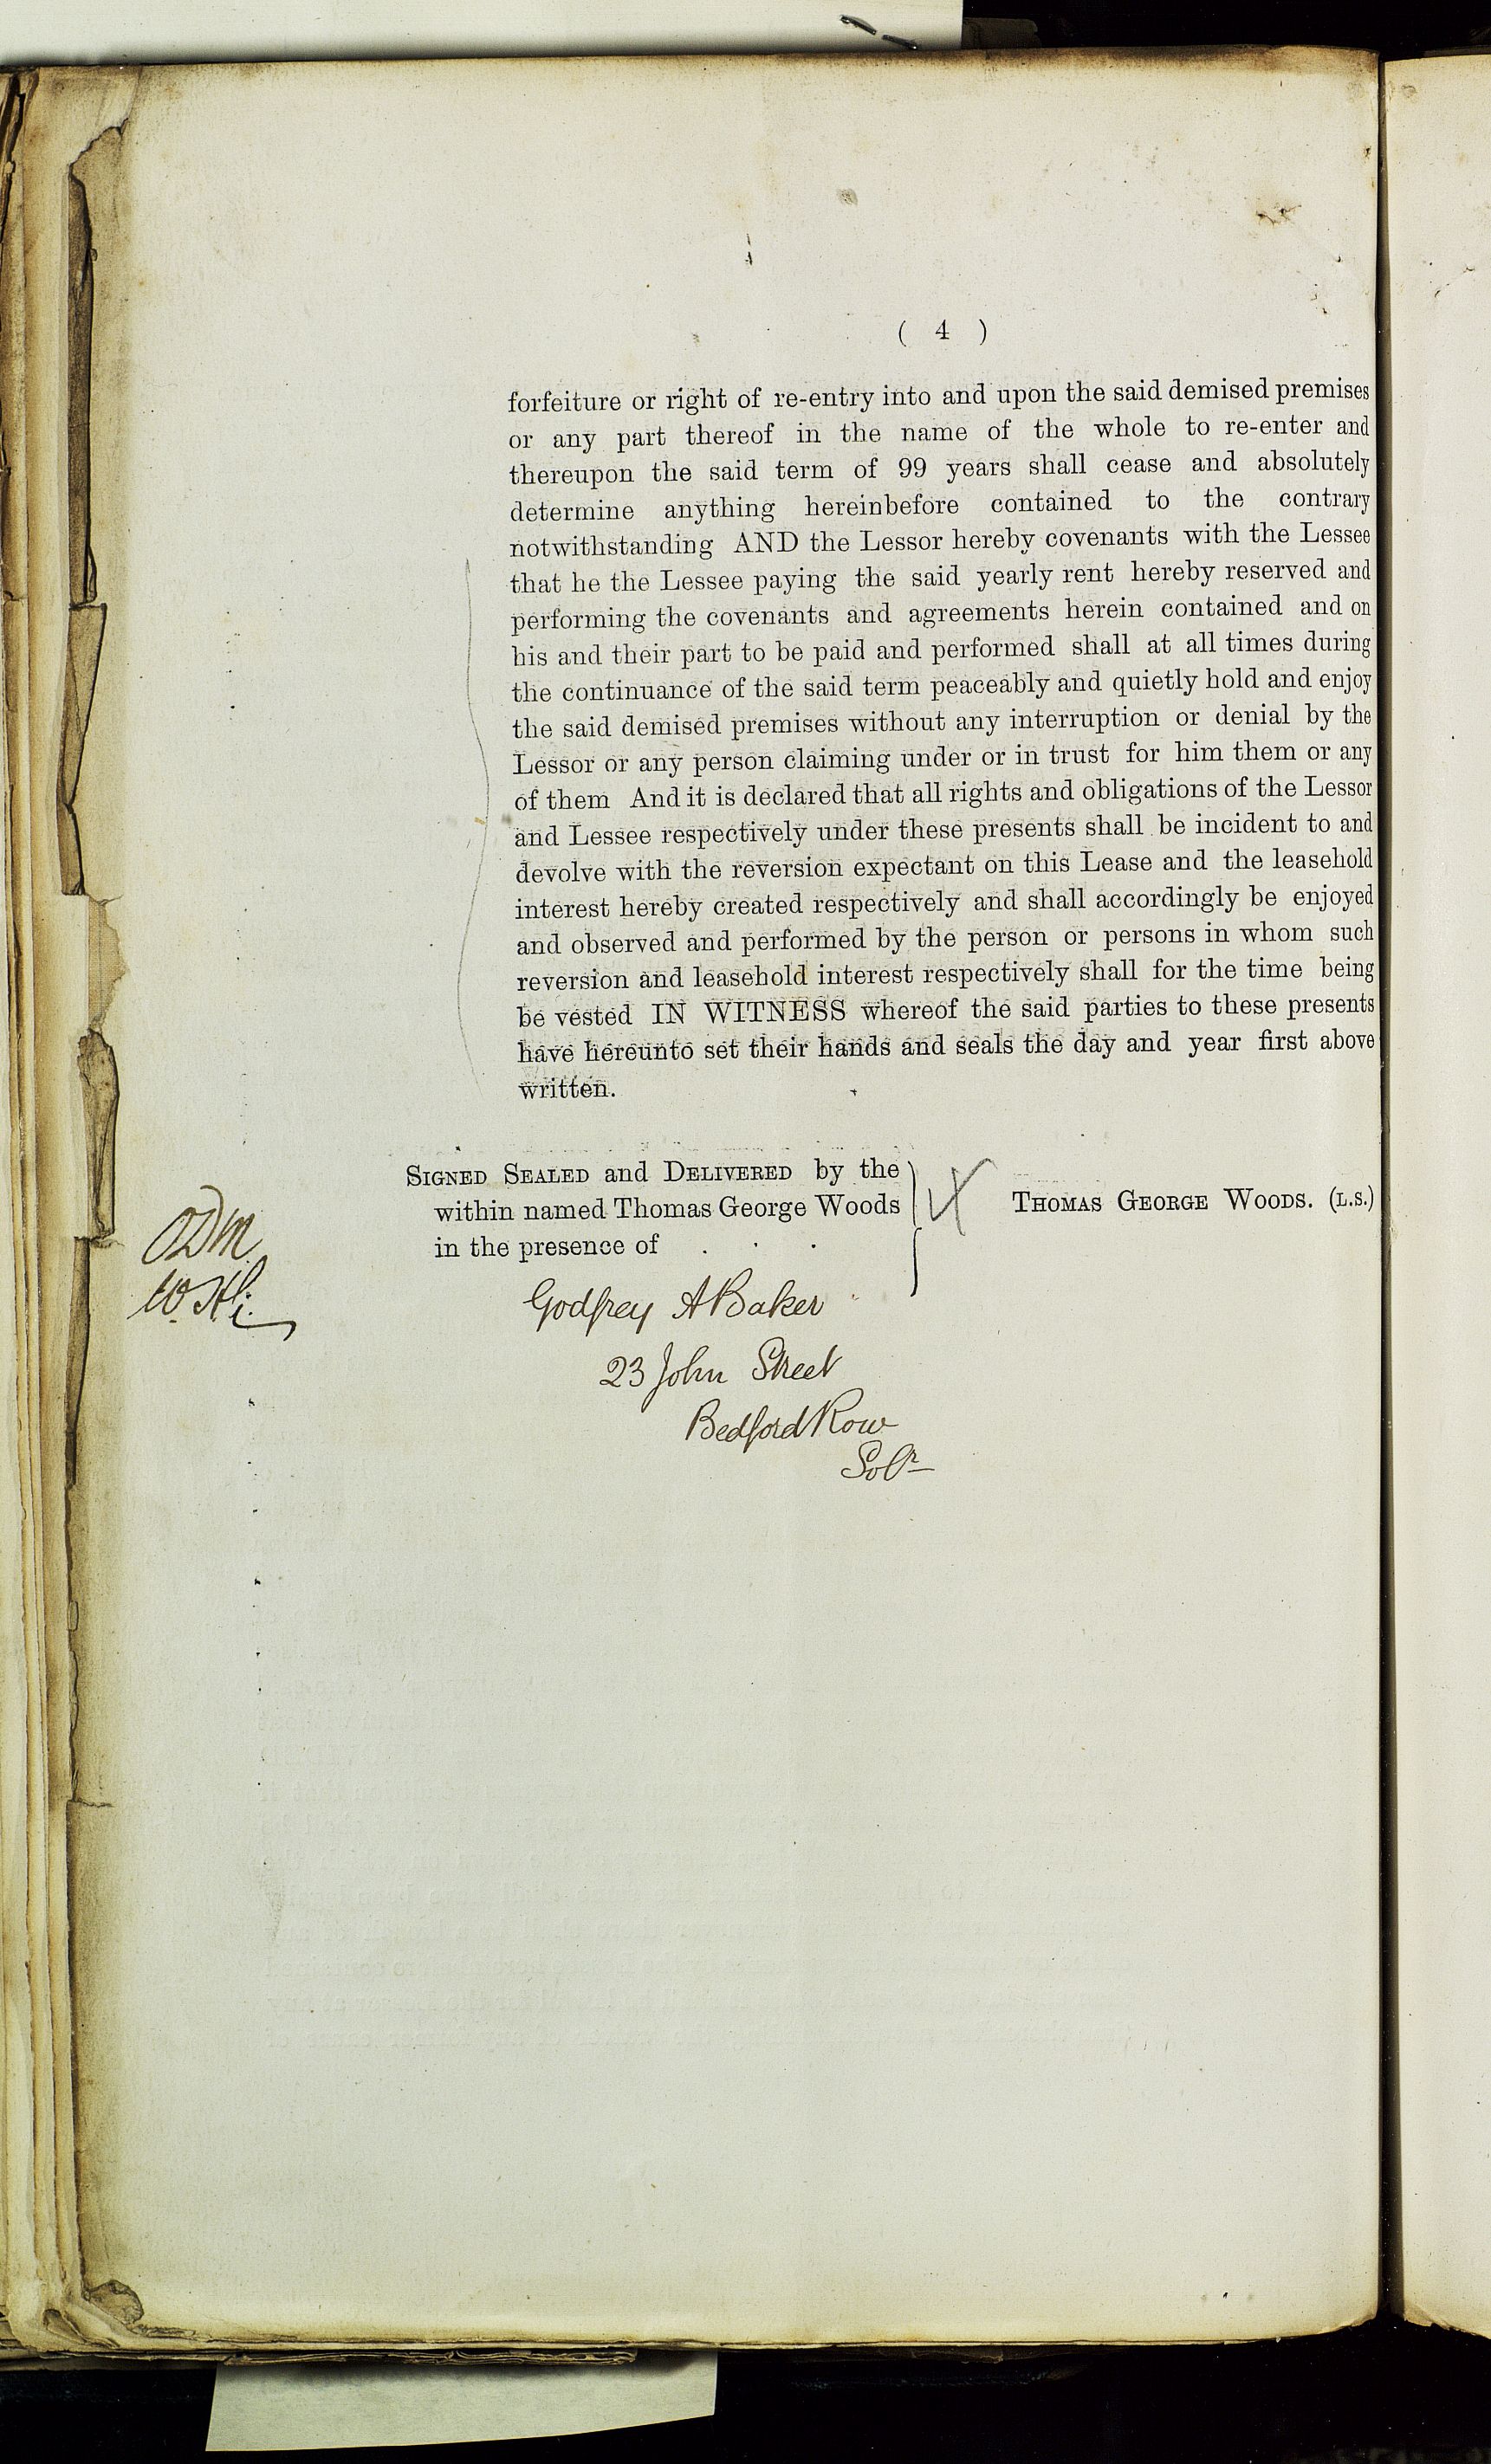 ( 4 )
forfeiture or right of re-entry into and upon the said demised premises
or any part thereof in the name of the whole to re-enter and
thereupon the said term of 99 years shall cease and absolutely
determine anything hereinbefore contained to the contrary
notwithstanding AND the Lessor hereby covenants with the Lessee
that he the Lessee paying the said yearly rent hereby reserved and
performing the covenants and agreements herein contained and on
his and their part to be paid and performed shall at all times during
the continuance of the said term peaceably and quietly hold and enjoy
the said demised premises without any interruption or denial by the
Lessor or any person claiming under or in trust for him them or any
of them And it is declared that all rights and obligations of the Lessor
and Lessee respectively under these presents shall be incident to and
devolve with the reversion expectant on this Lease and the leasehold
interest hereby created respectively and shall accordingly be enjoyed
and observed and performed by the person or persons in whom such
reversion and leasehold interest respectively shall for the time being
be vested IN WITNESS whereof the said parties to these presents
have hereunto set their hands and seals the day and year first above
written.
SIGNED SEALED and DELIVERED by the
within named Thomas George Woods
in the presence of . . .
THOMAS GEORGE WOODS. (L.S.)
Godfrey A Baker
23 John Street
Bedford Row
Solr